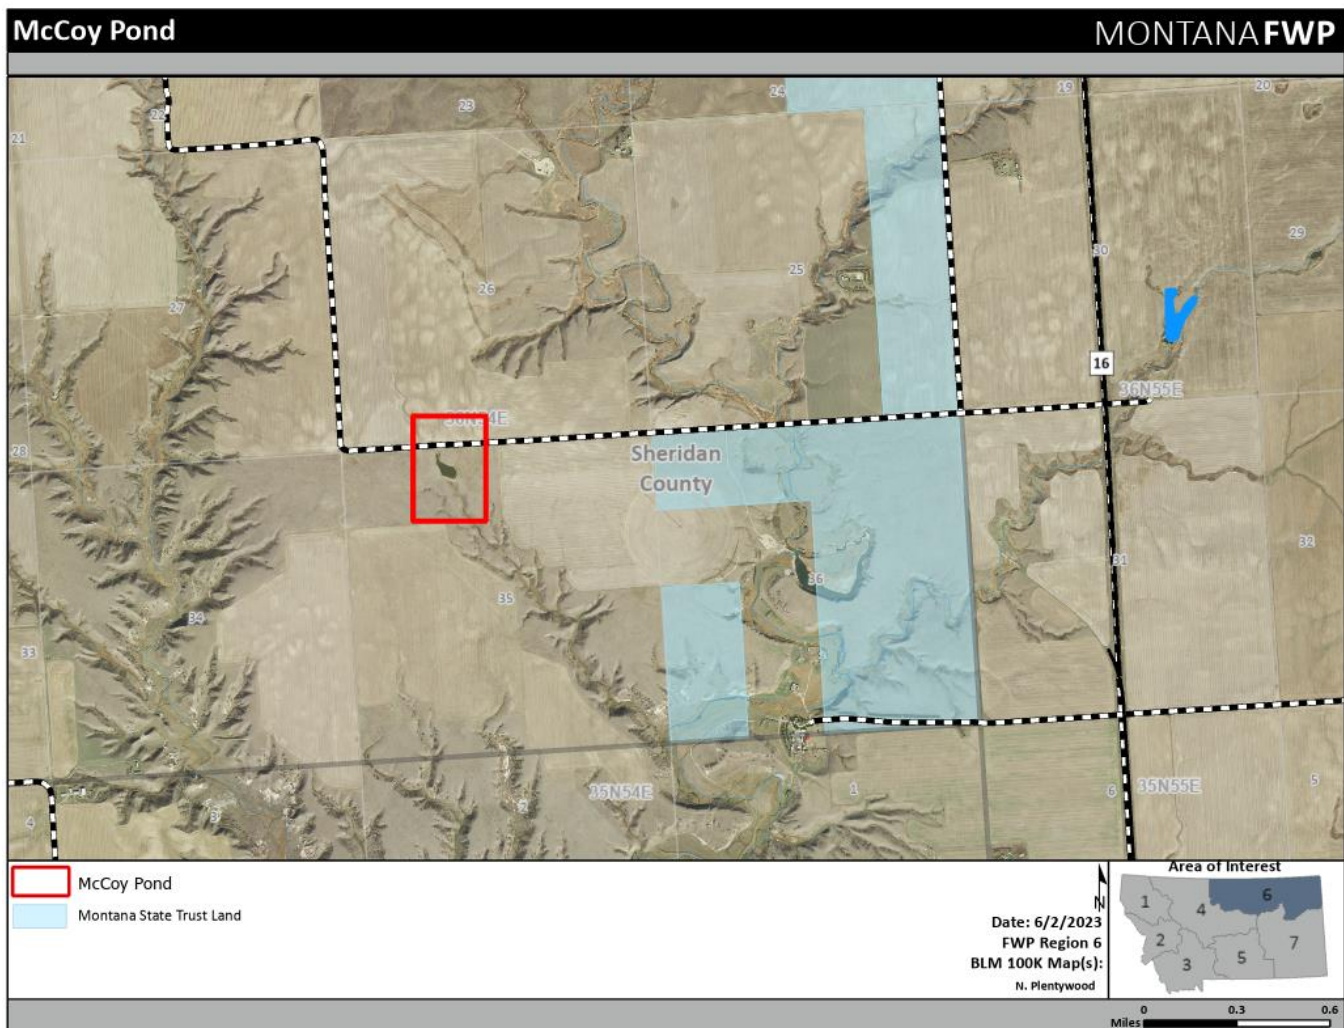 McCoy Pond
MONTANA FWP
19
20
24
23
22
21
29
30
25
26
27
16
36N55E
36N54E
28
Sheridan
County
32
31
36
35
34
33
36N54E
35N54E
35N55E
5
6
1
2
3
4
McCoy Pond
Montana State Trust Land
N
Date: 6/2/2023
FWP Region 6
BLM 100K Map(s):
N. Plentywood
Area of Interest
1
4
6
2
7
5
3
0 0.3 0.6
Miles